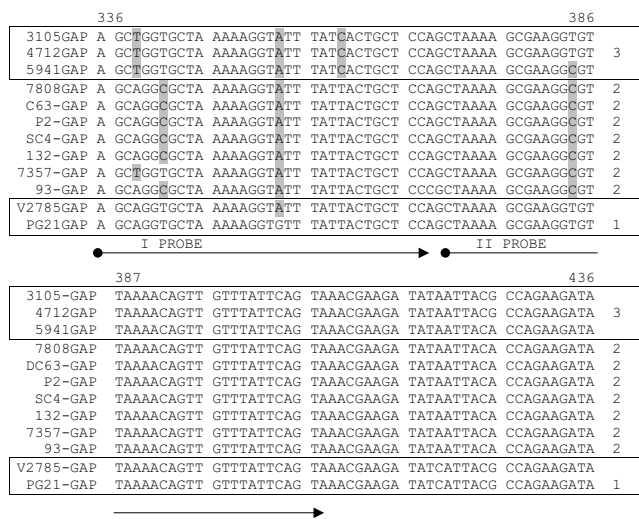 336 386
3105GAP A GCTGGTGCTA AAAAGGTATT TATCACTGCT CCAGCTAAAA GCGAAGGTGT
4712GAP A GCTGGTGCTA AAAAGGTATT TATCACTGCT CCAGCTAAAA GCGAAGGTGT 3
5941GAP A GCTGGTGCTA AAAAGGTATT TATCACTGCT CCAGCTAAAA GCGAAGGCGT
7808GAP A GCAGGCGCTA AAAAGGTATT TATTACTGCT CCAGCTAAAA GCGAAGGCGT 2
C63-GAP A GCAGGCGCTA AAAAGGTATT TATTACTGCT CCAGCTAAAA GCGAAGGCGT 2
P2-GAP A GCAGGCGCTA AAAAGGTATT TATTACTGCT CCAGCTAAAA GCGAAGGCGT 2
SC4-GAP A GCAGGCGCTA AAAAGGTATT TATTACTGCT CCAGCTAAAA GCGAAGGCGT 2
132-GAP A GCAGGCGCTA AAAAGGTATT TATTACTGCT CCAGCTAAAA GCGAAGGCGT 2
7357-GAP A GCTGGTGCTA AAAAGGTATT TATTACTGCT CCAGCTAAAA GCGAAGGCGT 2
93-GAP A GCAGGCGCTA AAAAGGTATT TATTACTGCT CCCGCTAAAA GCGAAGGCGT 2
V2785GAP A GCAGGTGCTA AAAAGGTATT TATTACTGCT CCAGCTAAAA GCGAAGGTGT
PG21GAP A GCAGGTGCTA AAAAGGTGTT TATTACTGCT CCAGCTAAAA GCGAAGGTGT 1
I PROBE II PROBE
387 436
3105-GAP TAAAACAGTT GTTTATTCAG TAAACGAAGA TATAATTACG CCAGAAGATA
4712GAP TAAAACAGTT GTTTATTCAG TAAACGAAGA TATAATTACG CCAGAAGATA 3
5941GAP TAAAACAGTT GTTTATTCAG TAAACGAAGA TATAATTACA CCAGAAGATA
7808GAP TAAAACAGTT GTTTATTCAG TAAACGAAGA TATAATTACA CCAGAAGATA 2
DC63-GAP TAAAACAGTT GTTTATTCAG TAAACGAAGA TATAATTACA CCAGAAGATA 2
P2-GAP TAAAACAGTT GTTTATTCAG TAAACGAAGA TATAATTACA CCAGAAGATA 2
SC4-GAP TAAAACAGTT GTTTATTCAG TAAACGAAGA TATAATTACA CCAGAAGATA 2
132-GAP TAAAACAGTT GTTTATTCAG TAAACGAAGA TATAATTACA CCAGAAGATA 2
7357-GAP TAAAACAGTT GTTTATTCAG TAAACGAAGA TATAATTACA CCAGAAGATA 2
93-GAP TAAAACAGTT GTTTATTCAG TAAACGAAGA TATAATTACA CCAGAAGATA 2
V2785-GAP TAAAACAGTT GTTTATTCAG TAAACGAAGA TATCATTACA CCAGAAGATA
PG21-GAP TAAAACAGTT GTTTATTCAG TAAACGAAGA TATCATTACA CCAGAAGATA 1